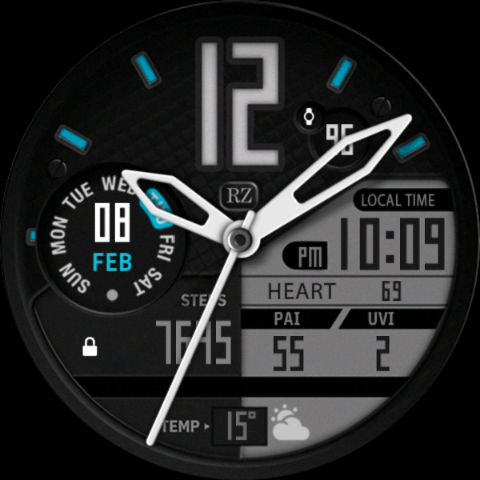 12
96
RZ
SUN MON TUE WED THU FRI SAT
08
FEB
LOCAL TIME
PM 10:09
HEART 69
STEPS
PAI / UVI
55 2
TEMP 15°